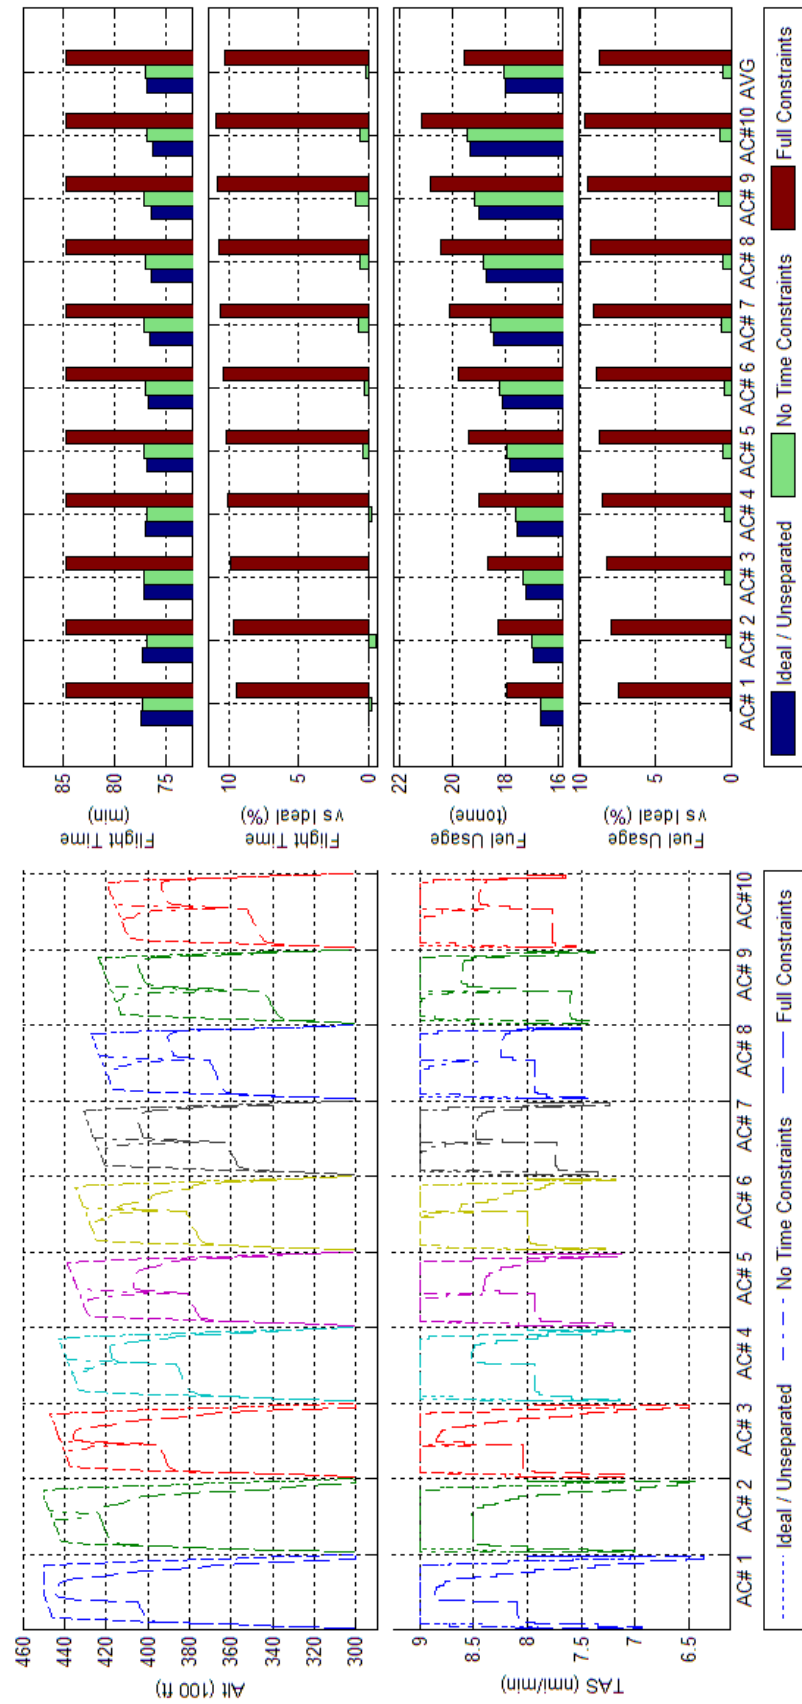 460
440
420
400
380
360
340
320
300
Alt (100 ft)
9
8.5
8
7.5
7
6.5
TAS (nmi/min)
AC#1
AC# 2
AC# 3
AC# 4
AC# 5
AC# 6
AC# 7
AC# 8
AC# 9
AC#10
Ideal / Unseparated
No Time Constraints
Full Constraints
85
80
75
Flight Time
(min)
10
5
0
Flight Time
vs Ideal (%)
22
20
18
16
Fuel Usage
(tonne)
10
5
0
Fuel Usage
vs Ideal (%)
AC# 1
AC# 2
AC# 3
AC# 4
AC# 5
AC# 6
AC# 7
AC# 8
AC# 9
AC#10
AVG
Ideal / Unseparated
No Time Constraints
Full Constraints